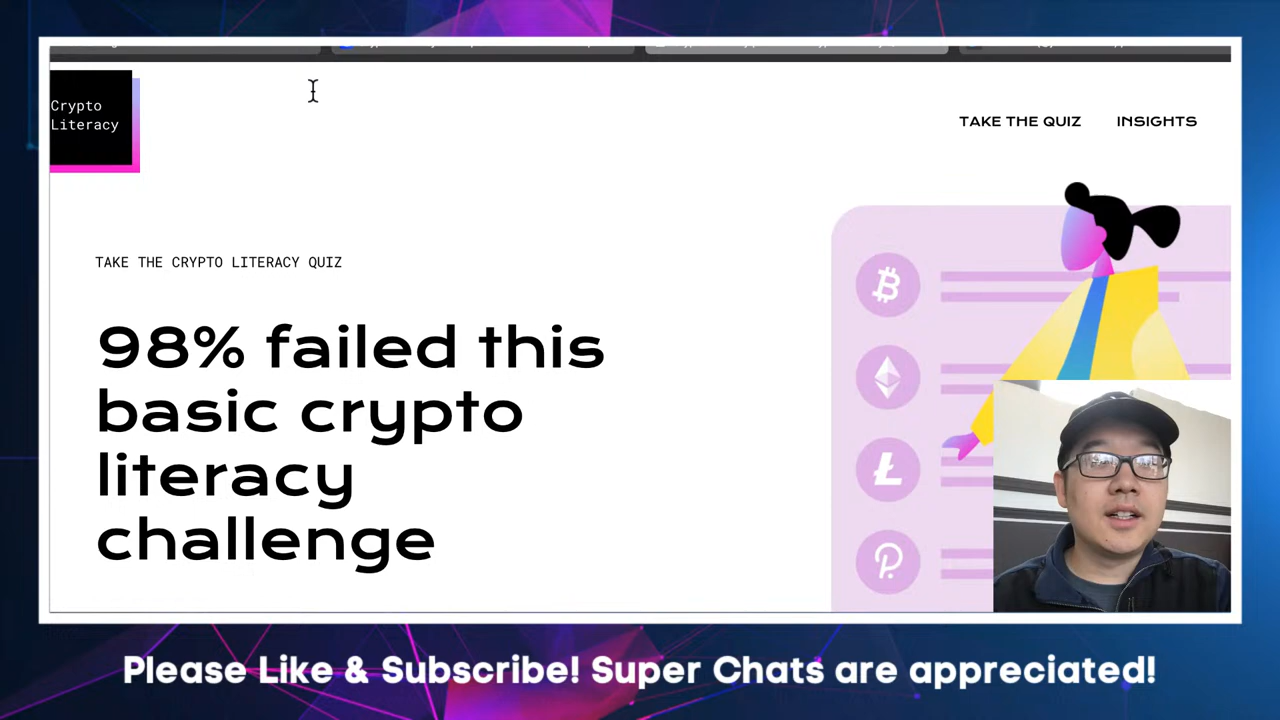 Crypto
Literacy
TAKE THE QUIZ INSIGHTS
TAKE THE CRYPTO LITERACY QUIZ
98% failed this
basic crypto
literacy
challenge
Please Like & Subscribe! Super Chats are appreciated!